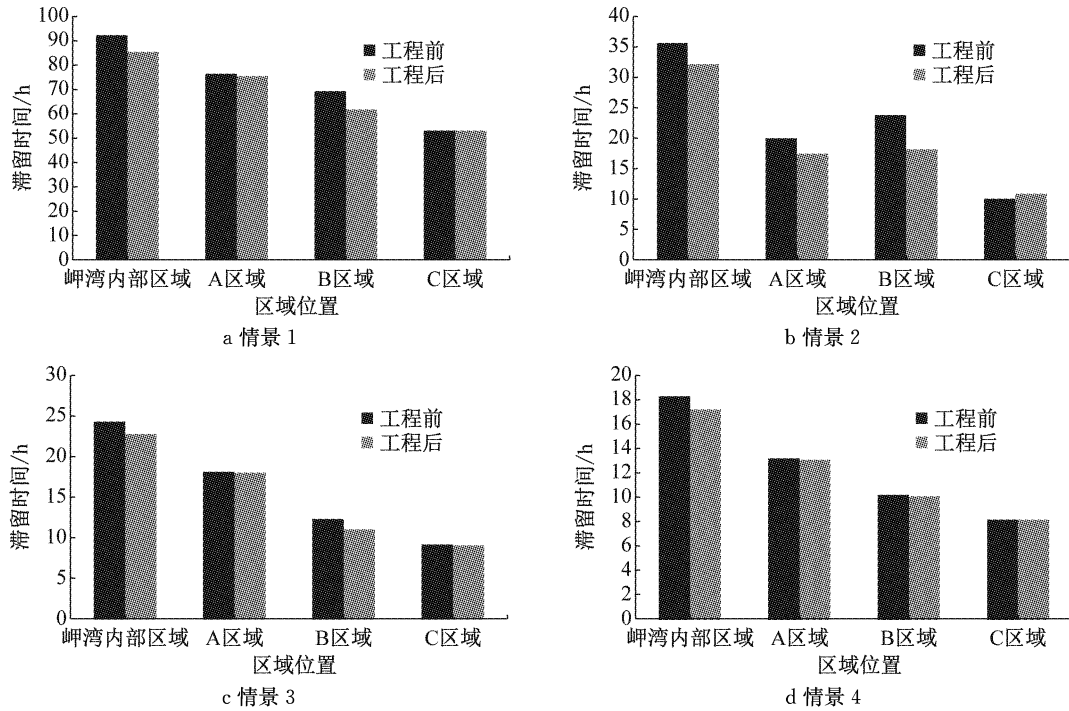 滞留时间/h
100
90
80
70
60
50
40
30
20
10
0
工程前
工程后
岬湾内部区域 A区域 B区域 C区域
区域位置
a 情景1
滞留时间/h
40
35
30
25
20
15
10
5
0
工程前
工程后
岬湾内部区域 A区域 B区域 C区域
区域位置
b 情景2
滞留时间/h
30
25
20
15
10
5
0
工程前
工程后
岬湾内部区域 A区域 B区域 C区域
区域位置
c 情景3
滞留时间/h
20
18
16
14
12
10
8
6
4
2
0
工程前
工程后
岬湾内部区域 A区域 B区域 C区域
区域位置
d 情景4